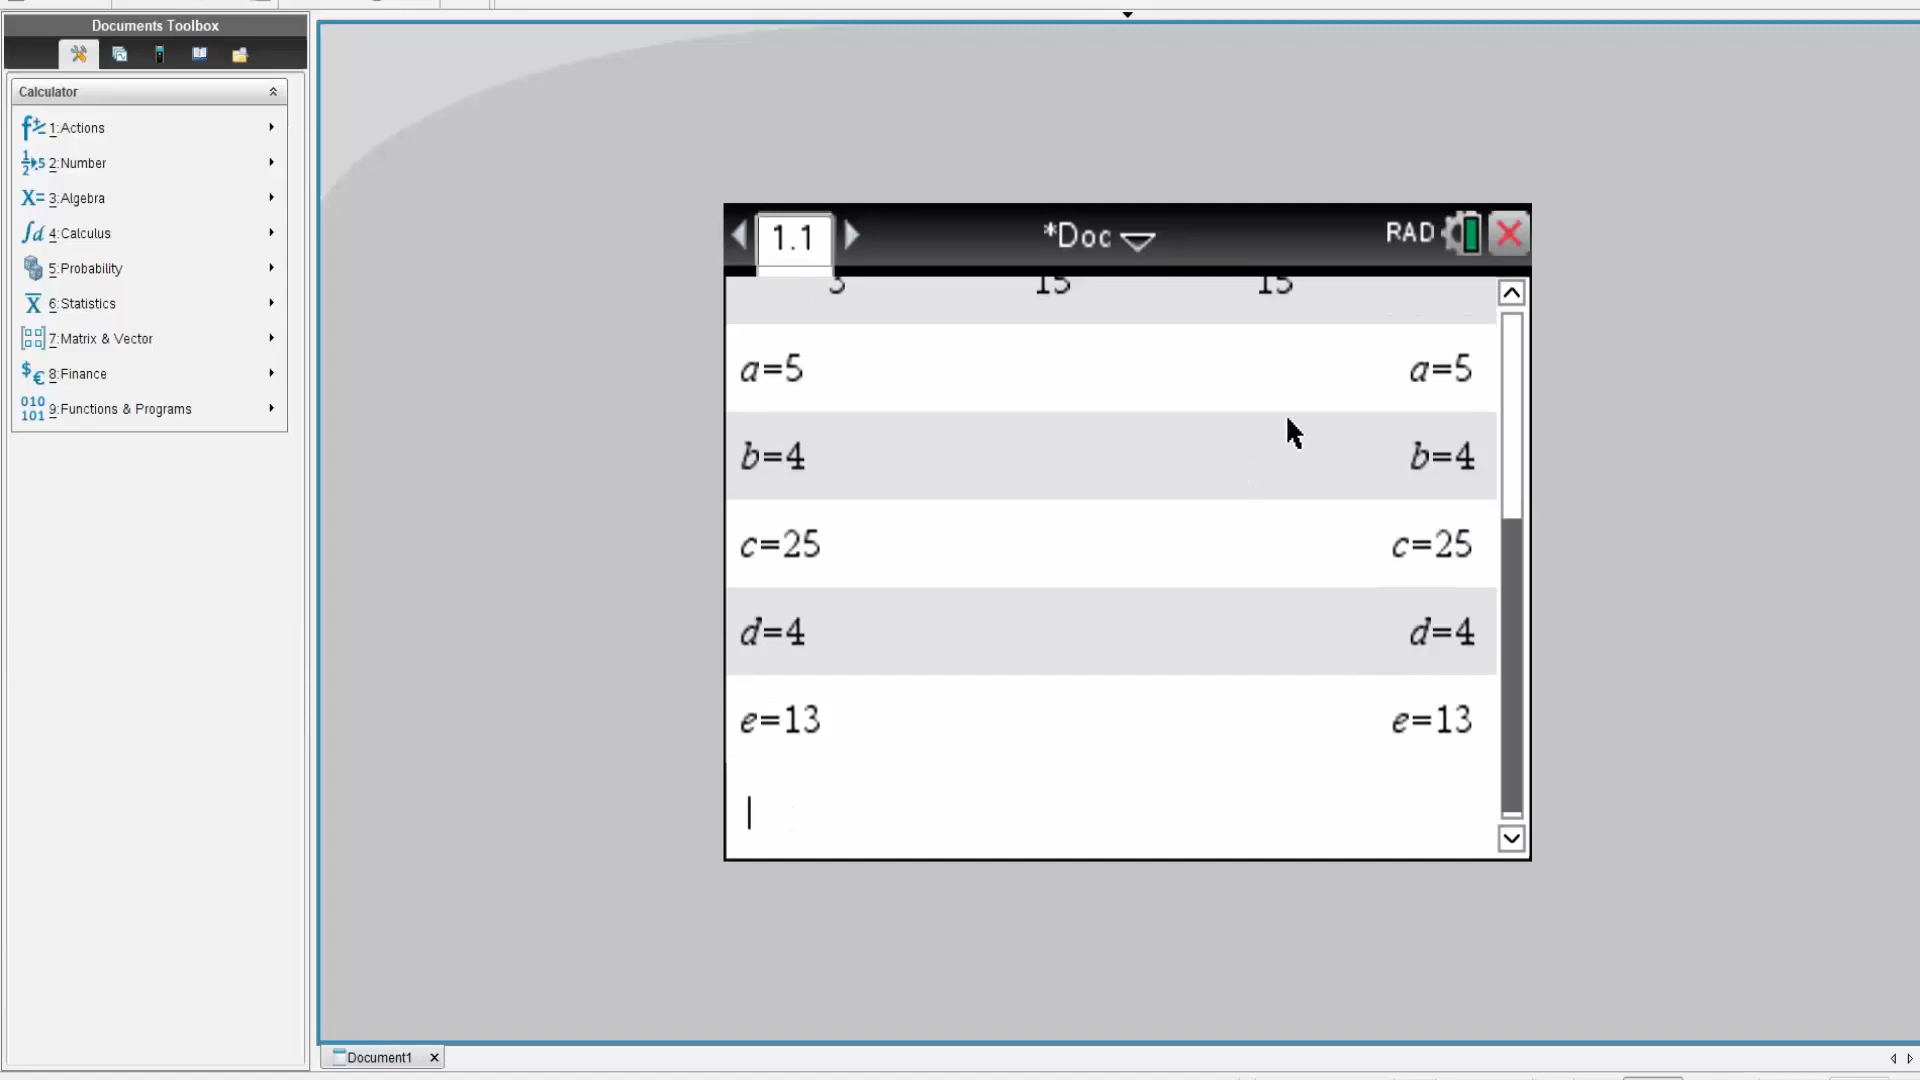 Documents Toolbox
Calculator
1:Actions
2:Number
3:Algebra
4:Calculus
5:Probability
6:Statistics
7:Matrix & Vector
8:Finance
9:Functions & Programs
1.1
*Doc
RAD
15 15
a=5 a=5
b=4 b=4
c=25 c=25
d=4 d=4
e=13 e=13
Document1